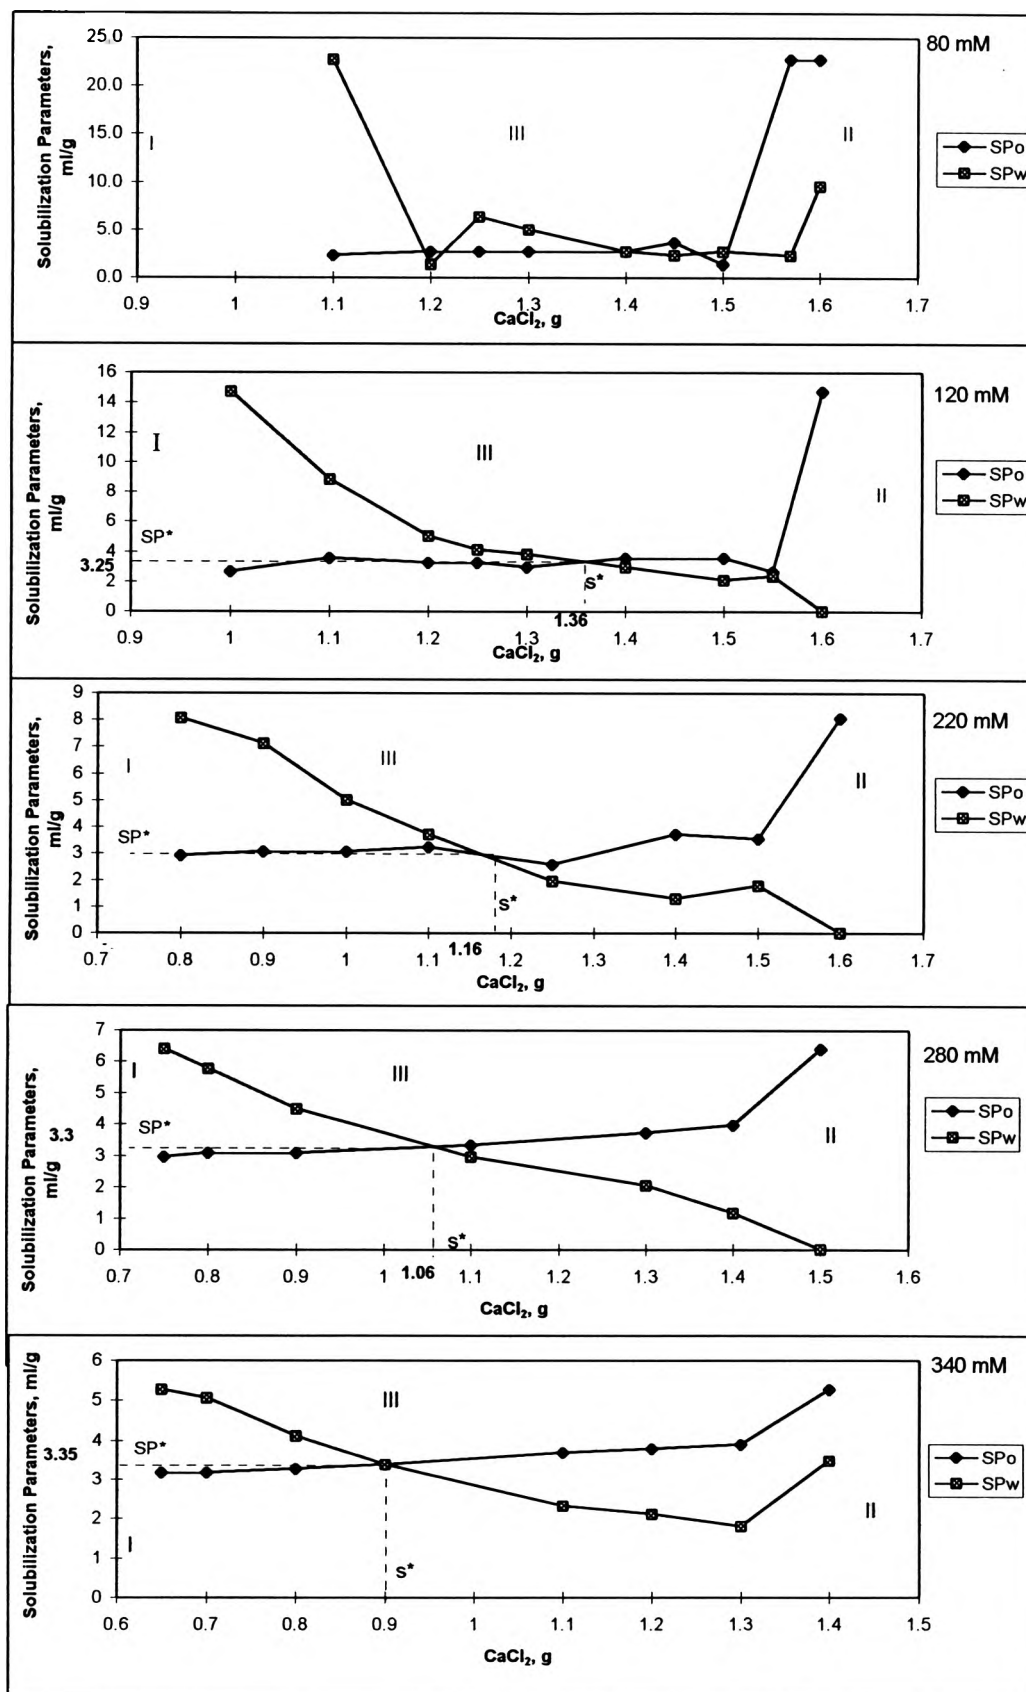 80 mM
Solubilization Parameters,
ml/g
25.0
20.0
15.0
10.0
5.0
0.0
I
III
II
SPo
SPw
0.9 1 1.1 1.2 1.3 1.4 1.5 1.6 1.7
CaCl₂, g
120 mM
Solubilization Parameters,
ml/g
16
14
12
10
8
6
4
2
0
I
III
II
SP*
3.25
S*
1.36
SPo
SPw
0.9 1 1.1 1.2 1.3 1.4 1.5 1.6 1.7
CaCl₂, g
220 mM
Solubilization Parameters,
ml/g
9
8
7
6
5
4
3
2
1
0
I
III
II
SP*
S*
1.16
SPo
SPw
0.7 0.8 0.9 1 1.1 1.2 1.3 1.4 1.5 1.6 1.7
CaCl₂, g
280 mM
Solubilization Parameters,
ml/g
7
6
5
4
3
2
1
0
I
III
II
SP*
3.3
S*
1.06
SPo
SPw
0.7 0.8 0.9 1 1.1 1.2 1.3 1.4 1.5 1.6
CaCl₂, g
340 mM
Solubilization Parameters, ml/g
6
5
4
3
2
1
0
III
SP*
3.35
I
II
S*
SPo
SPw
0.6 0.7 0.8 0.9 1 1.1 1.2 1.3 1.4 1.5
CaCl₂, g